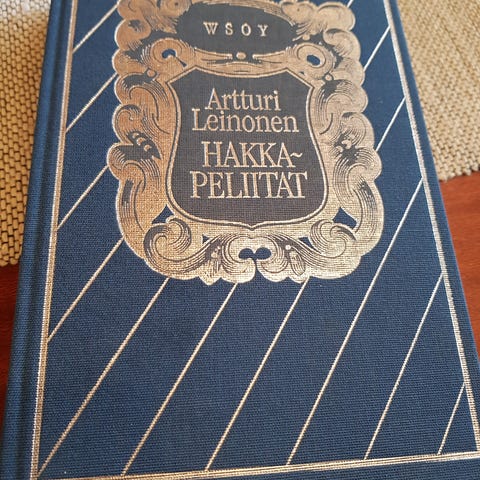 WSOY
Artturi
Leinonen
HAKKA-
PELIITAT